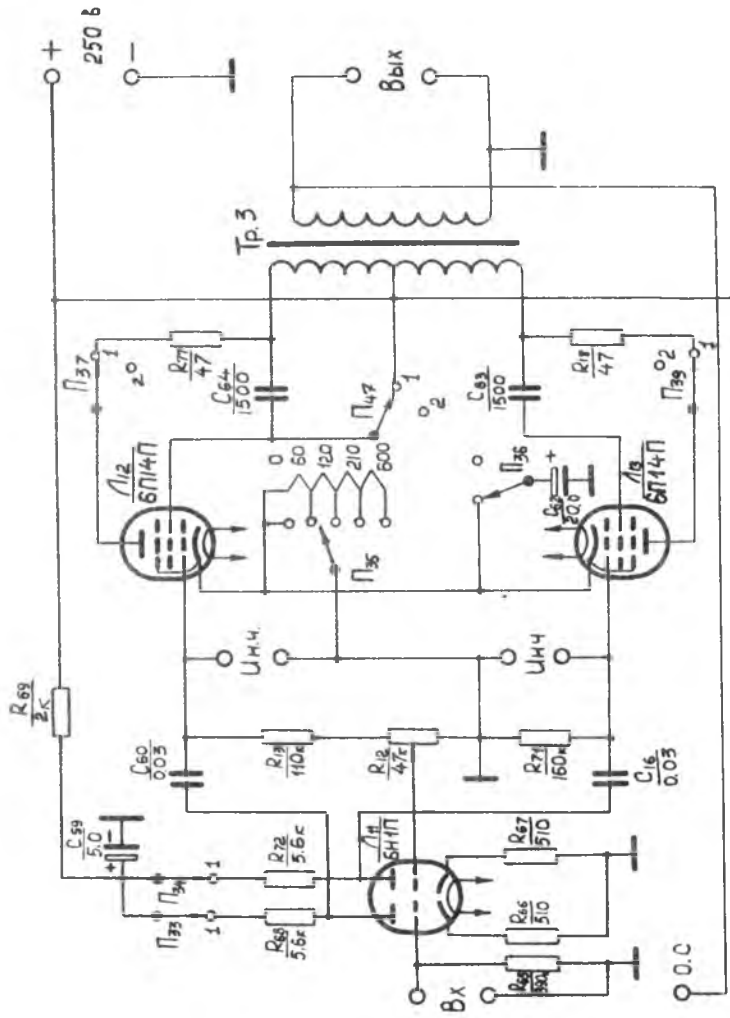 +
250 в
−
Вых
Тр.3
П37
1
2
R77
47
C64
1500
П47
1
2
C83
1500
R18
47
2
1
П39
Л12
6П14П
0
60
120
210
600
П35
П36
C62
20,0
+
Л13
6П14П
R69
2к
Uн.ч.
Uн.ч
C60
0.03
R13
110к
R12
47к
R71
160к
C16
0.03
C59
5.0
+
−
П34
П33
1
1
R72
5.6к
R68
5.6к
Л11
6Н1П
R67
510
R66
510
R65
Вх
О.С